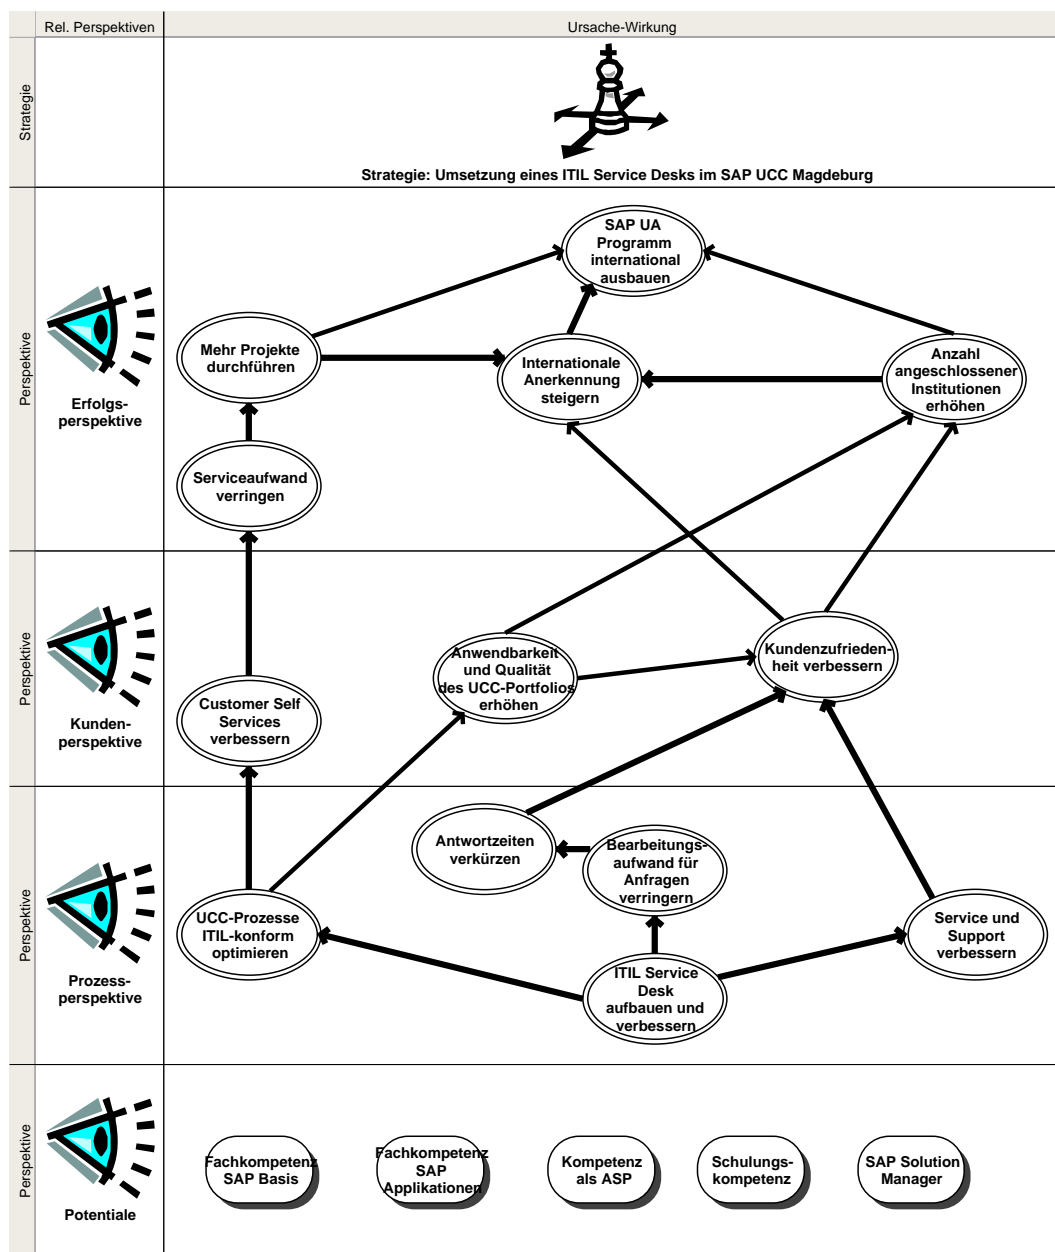 Rel. Perspektiven
Ursache-Wirkung
Strategie
Strategie: Umsetzung eines ITIL Service Desks im SAP UCC Magdeburg
Perspektive
Erfolgs-
perspektive
SAP UA
Programm
international
ausbauen
Mehr Projekte
durchführen
Internationale
Anerkennung
steigern
Anzahl
angeschlossener
Institutionen
erhöhen
Serviceaufwand
verringen
Perspektive
Kunden-
perspektive
Customer Self
Services
verbessern
Anwendbarkeit
und Qualität
des UCC-Portfolios
erhöhen
Kundenzufrieden-
heit verbessern
Perspektive
Prozess-
perspektive
Antwortzeiten
verkürzen
Bearbeitungs-
aufwand für
Anfragen
verringern
UCC-Prozesse
ITIL-konform
optimieren
ITIL Service
Desk
aufbauen und
verbessern
Service und
Support
verbessern
Perspektive
Potentiale
Fachkompetenz
SAP Basis
Fachkompetenz
SAP
Applikationen
Kompetenz
als ASP
Schulungs-
kompetenz
SAP Solution
Manager